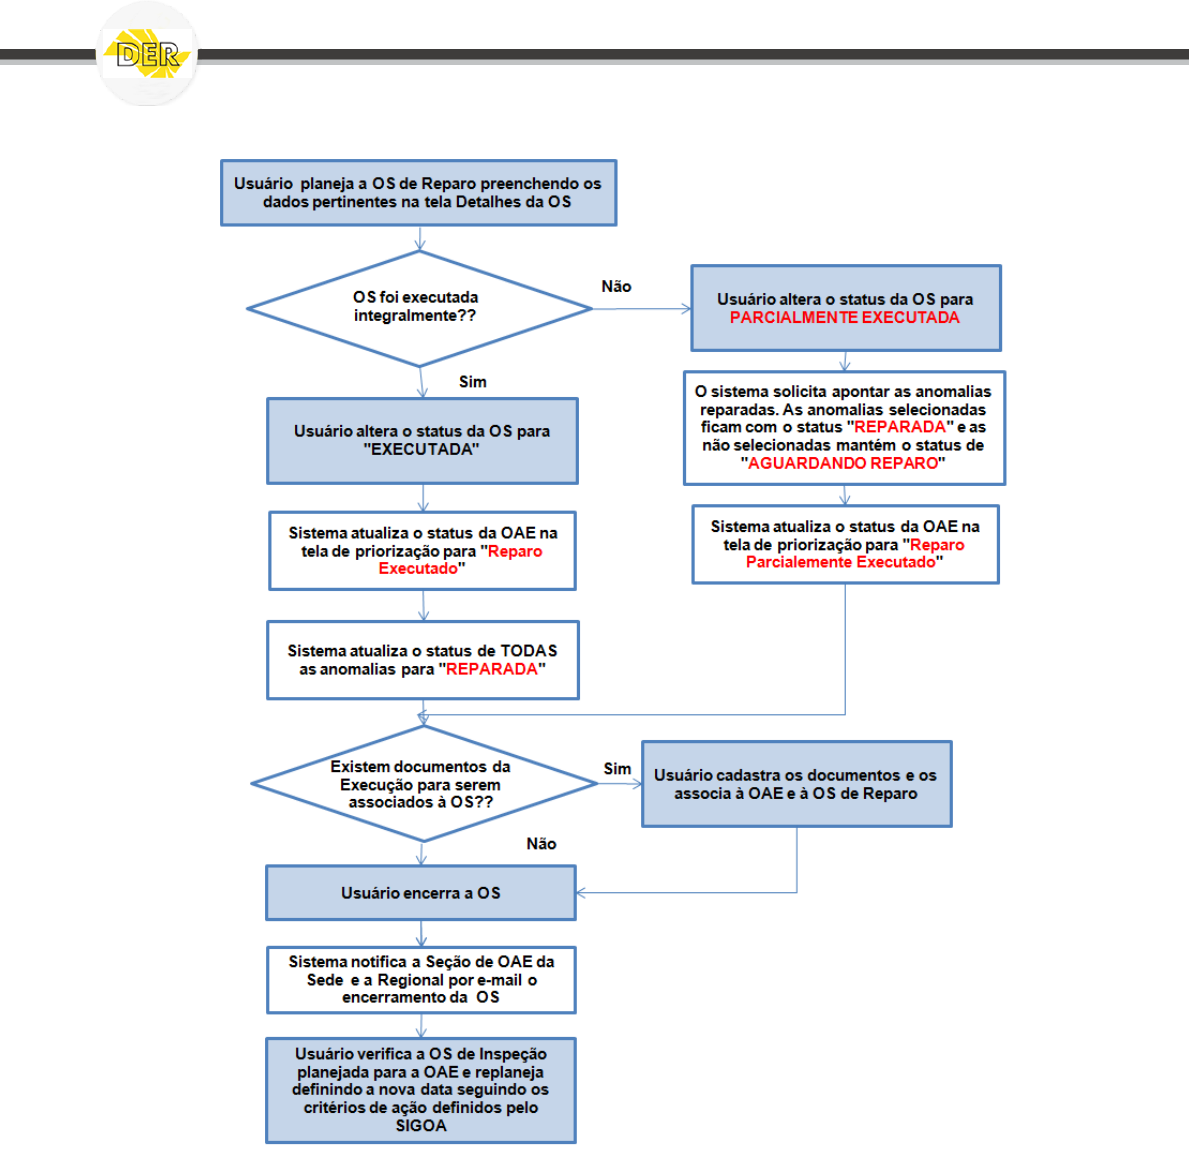 DER
Usuário planeja a OS de Reparo preenchendo os
dados pertinentes na tela Detalhes da OS
OS foi executada
integralmente??
Não
Usuário altera o status da OS para
PARCIALMENTE EXECUTADA
Sim
O sistema solicita apontar as anomalias
reparadas. As anomalias selecionadas
ficam com o status "REPARADA" e as
não selecionadas mantém o status de
"AGUARDANDO REPARO"
Usuário altera o status da OS para
"EXECUTADA"
Sistema atualiza o status da OAE na
tela de priorização para "Reparo
Executado"
Sistema atualiza o status da OAE na
tela de priorização para "Reparo
Parcialemente Executado"
Sistema atualiza o status de TODAS
as anomalias para "REPARADA"
Existem documentos da
Execução para serem
associados à OS??
Sim
Usuário cadastra os documentos e os
associa à OAE e à OS de Reparo
Não
Usuário encerra a OS
Sistema notifica a Seção de OAE da
Sede e a Regional por e-mail o
encerramento da OS
Usuário verifica a OS de Inspeção
planejada para a OAE e replaneja
definindo a nova data seguindo os
critérios de ação definidos pelo
SIGOA